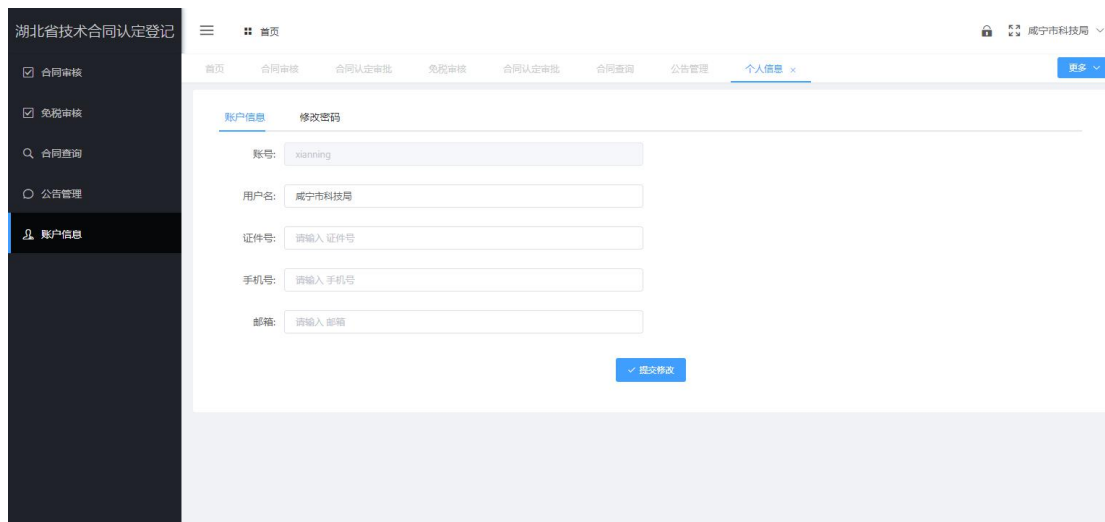 湖北省技术合同认定登记
首页
咸宁市科技局
合同审核
免税审核
合同查询
公告管理
账户信息
首页 合同审核 合同认定审批 免税审核 合同认定审批 合同查询 公告管理 个人信息 ×
更多
账户信息 修改密码
账号: xianning
用户名: 咸宁市科技局
证件号: 请输入 证件号
手机号: 请输入 手机号
邮箱: 请输入 邮箱
提交修改